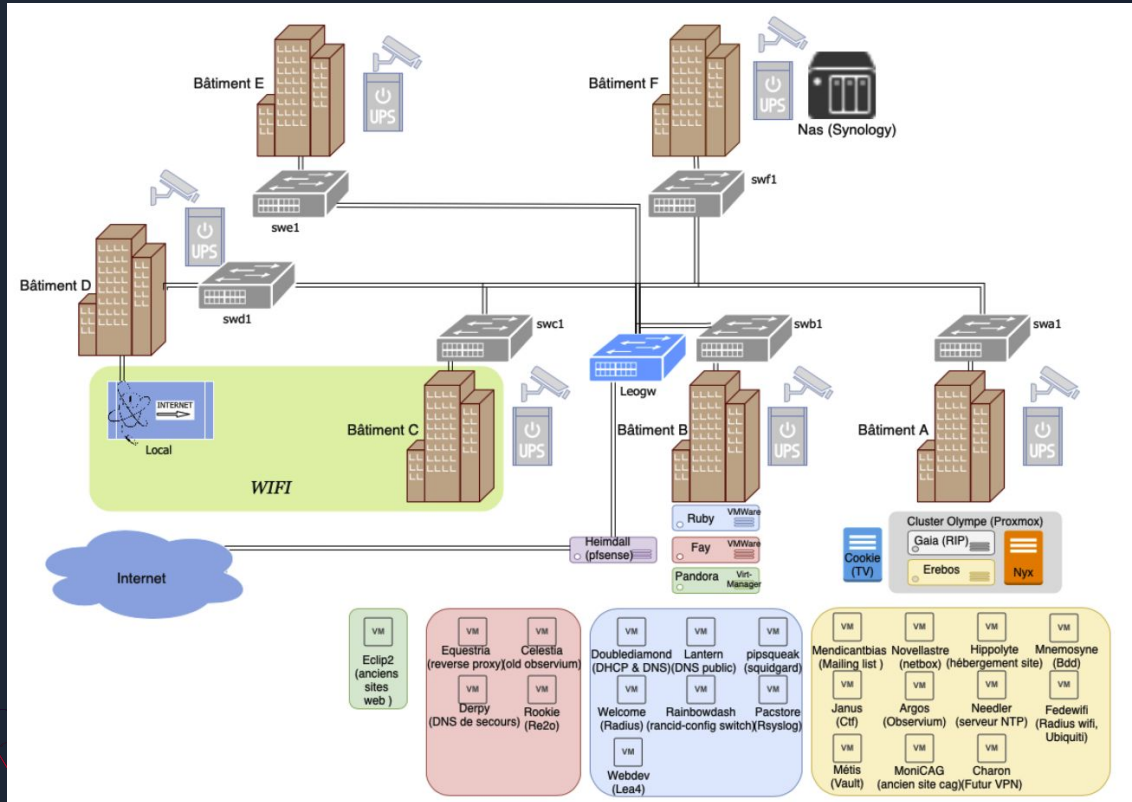 Bâtiment E
UPS
Bâtiment F
UPS
Nas (Synology)
swe1
swf1
UPS
Bâtiment D
swd1
swc1
Leogw
swb1
swa1
INTERNET
Local
WIFI
Bâtiment C
UPS
Bâtiment B
UPS
Bâtiment A
UPS
Internet
Heimdall
(pfsense)
Ruby
VMWare
Fay
VMWare
Pandora
Virt-
Manager
Cookie
(TV)
Cluster Olympe (Proxmox)
Gaia (RIP)
Erebos
Nyx
VM
Eclip2
(anciens
sites
web )
VM
Equestria
(reverse proxy)
VM
Celestia
(old observium)
VM
Derpy
(DNS de secours)
VM
Rookie
(Re2o)
VM
Doublediamond
(DHCP & DNS)
VM
Lantern
(DNS public)
VM
pipsqueak
(squidgard)
VM
Welcome
(Radius)
VM
Rainbowdash
(rancid-config switch)
VM
Pacstore
(Rsyslog)
VM
Webdev
(Lea4)
VM
Mendicantbias
(Mailing list )
VM
Novellastre
(netbox)
VM
Hippolyte
(hébergement site)
VM
Mnemosyne
(Bdd)
VM
Janus
(Ctf)
VM
Argos
(Observium)
VM
Needler
(serveur NTP)
VM
Fedewifi
(Radius wifi,
Ubiquiti)
VM
Métis
(Vault)
VM
MoniCAG
(ancien site cag)
VM
Charon
(Futur VPN)